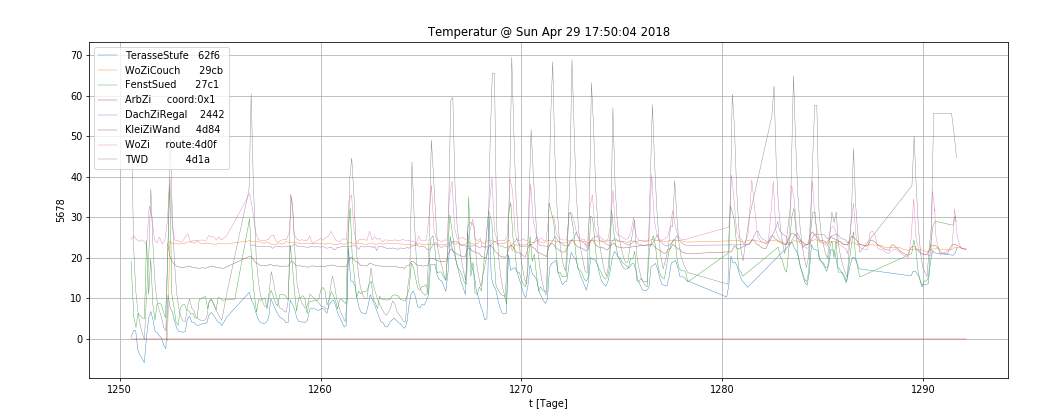 Temperatur @ Sun Apr 29 17:50:04 2018
70
60
50
40
30
20
10
0
5678
TerasseStufe 62f6
WoZiCouch 29cb
FenstSued 27c1
ArbZi coord:0x1
DachZiRegal 2442
KleiZiWand 4d84
WoZi route:4d0f
TWD 4d1a
1250 1260 1270 1280 1290
t [Tage]